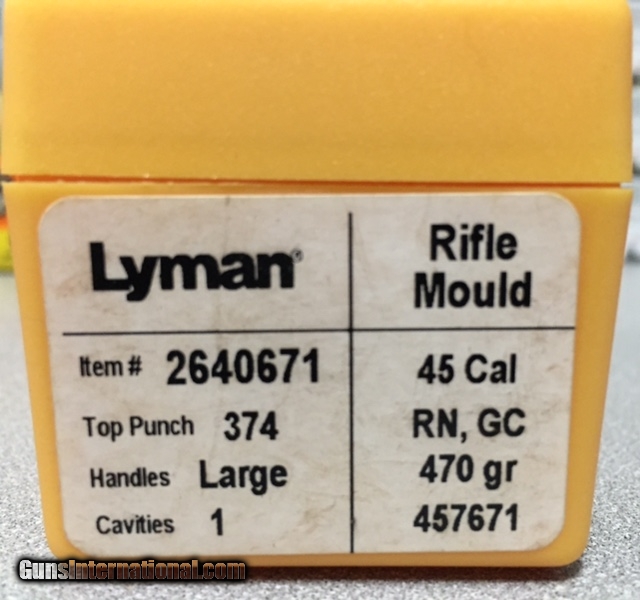 Lyman®
Rifle
Mould
Item # 2640671
45 Cal
Top Punch 374
RN, GC
Handles Large
470 gr
Cavities 1
457671
GunsInternational.com